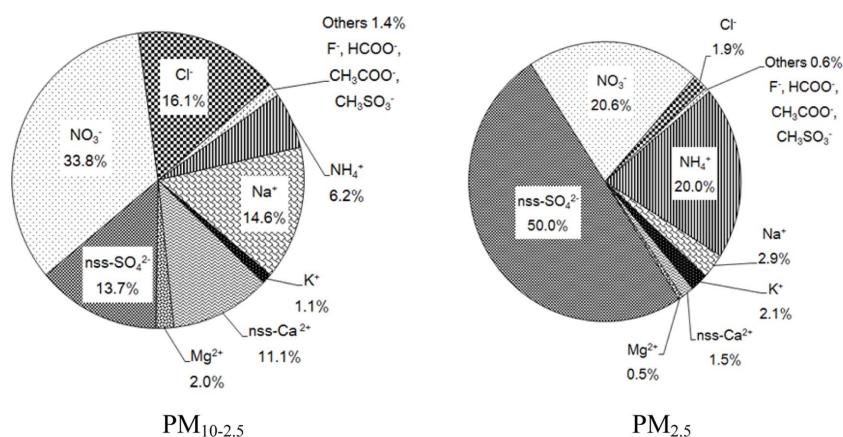 Others 1.4%
F⁻, HCOO⁻,
CH₃COO⁻,
CH₃SO₃⁻
Cl⁻
16.1%
NO₃⁻
33.8%
NH₄⁺
6.2%
Na⁺
14.6%
nss-SO₄²⁻
13.7%
K⁺
1.1%
nss-Ca²⁺
11.1%
Mg²⁺
2.0%
PM₁₀₋₂.₅
Cl⁻
1.9%
Others 0.6%
F⁻, HCOO⁻,
CH₃COO⁻,
CH₃SO₃⁻
NO₃⁻
20.6%
NH₄⁺
20.0%
nss-SO₄²⁻
50.0%
Na⁺
2.9%
K⁺
2.1%
nss-Ca²⁺
1.5%
Mg²⁺
0.5%
PM₂.₅